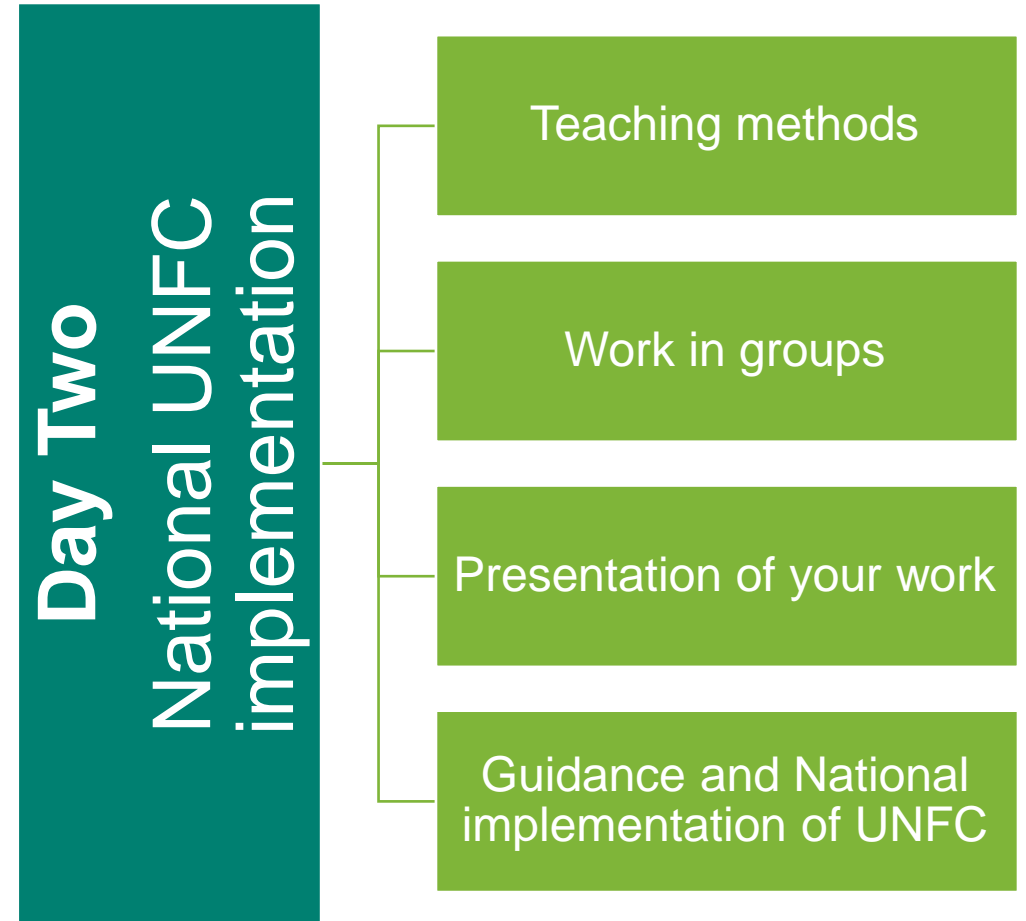 Day Two
National UNFC
implementation
Teaching methods
Work in groups
Presentation of your work
Guidance and National
implementation of UNFC